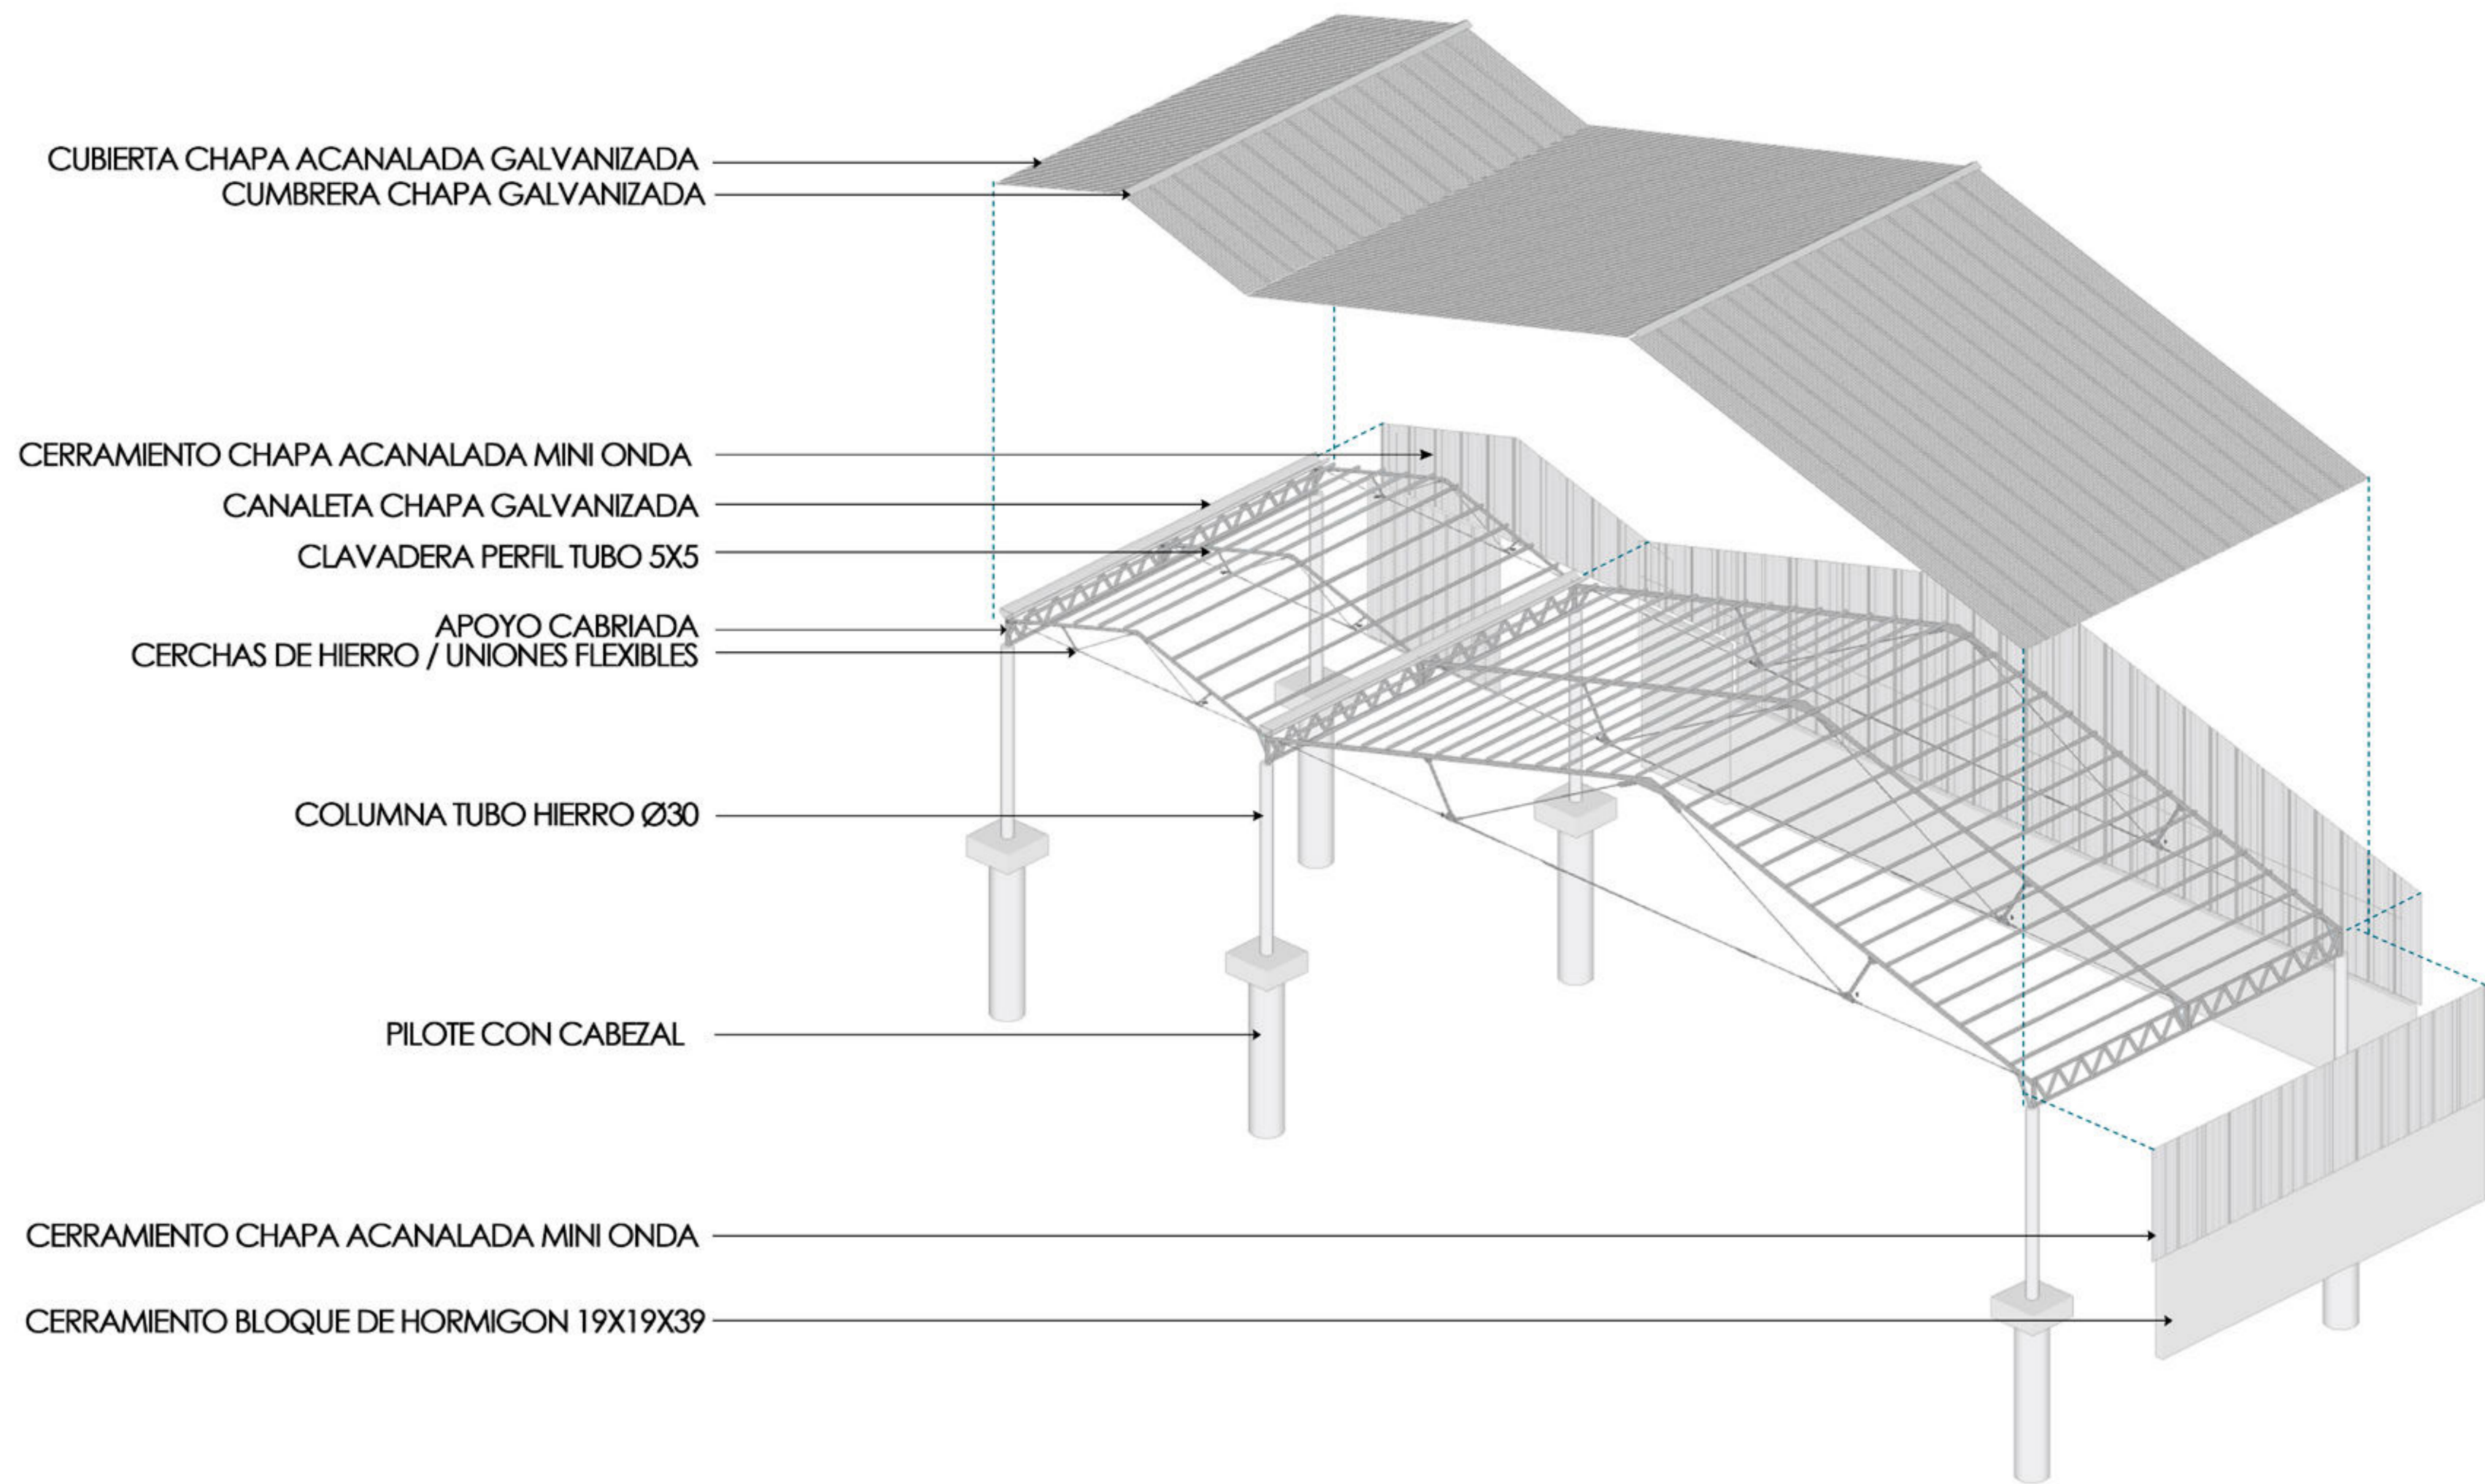 CUBIERTA CHAPA ACANALADA GALVANIZADA
CUMBRERA CHAPA GALVANIZADA
CERRAMIENTO CHAPA ACANALADA MINI ONDA
CANALETA CHAPA GALVANIZADA
CLAVADERA PERFIL TUBO 5X5
APOYO CABRIADA
CERCHAS DE HIERRO / UNIONES FLEXIBLES
COLUMNA TUBO HIERRO Ø30
PILOTE CON CABEZAL
CERRAMIENTO CHAPA ACANALADA MINI ONDA
CERRAMIENTO BLOQUE DE HORMIGON 19X19X39